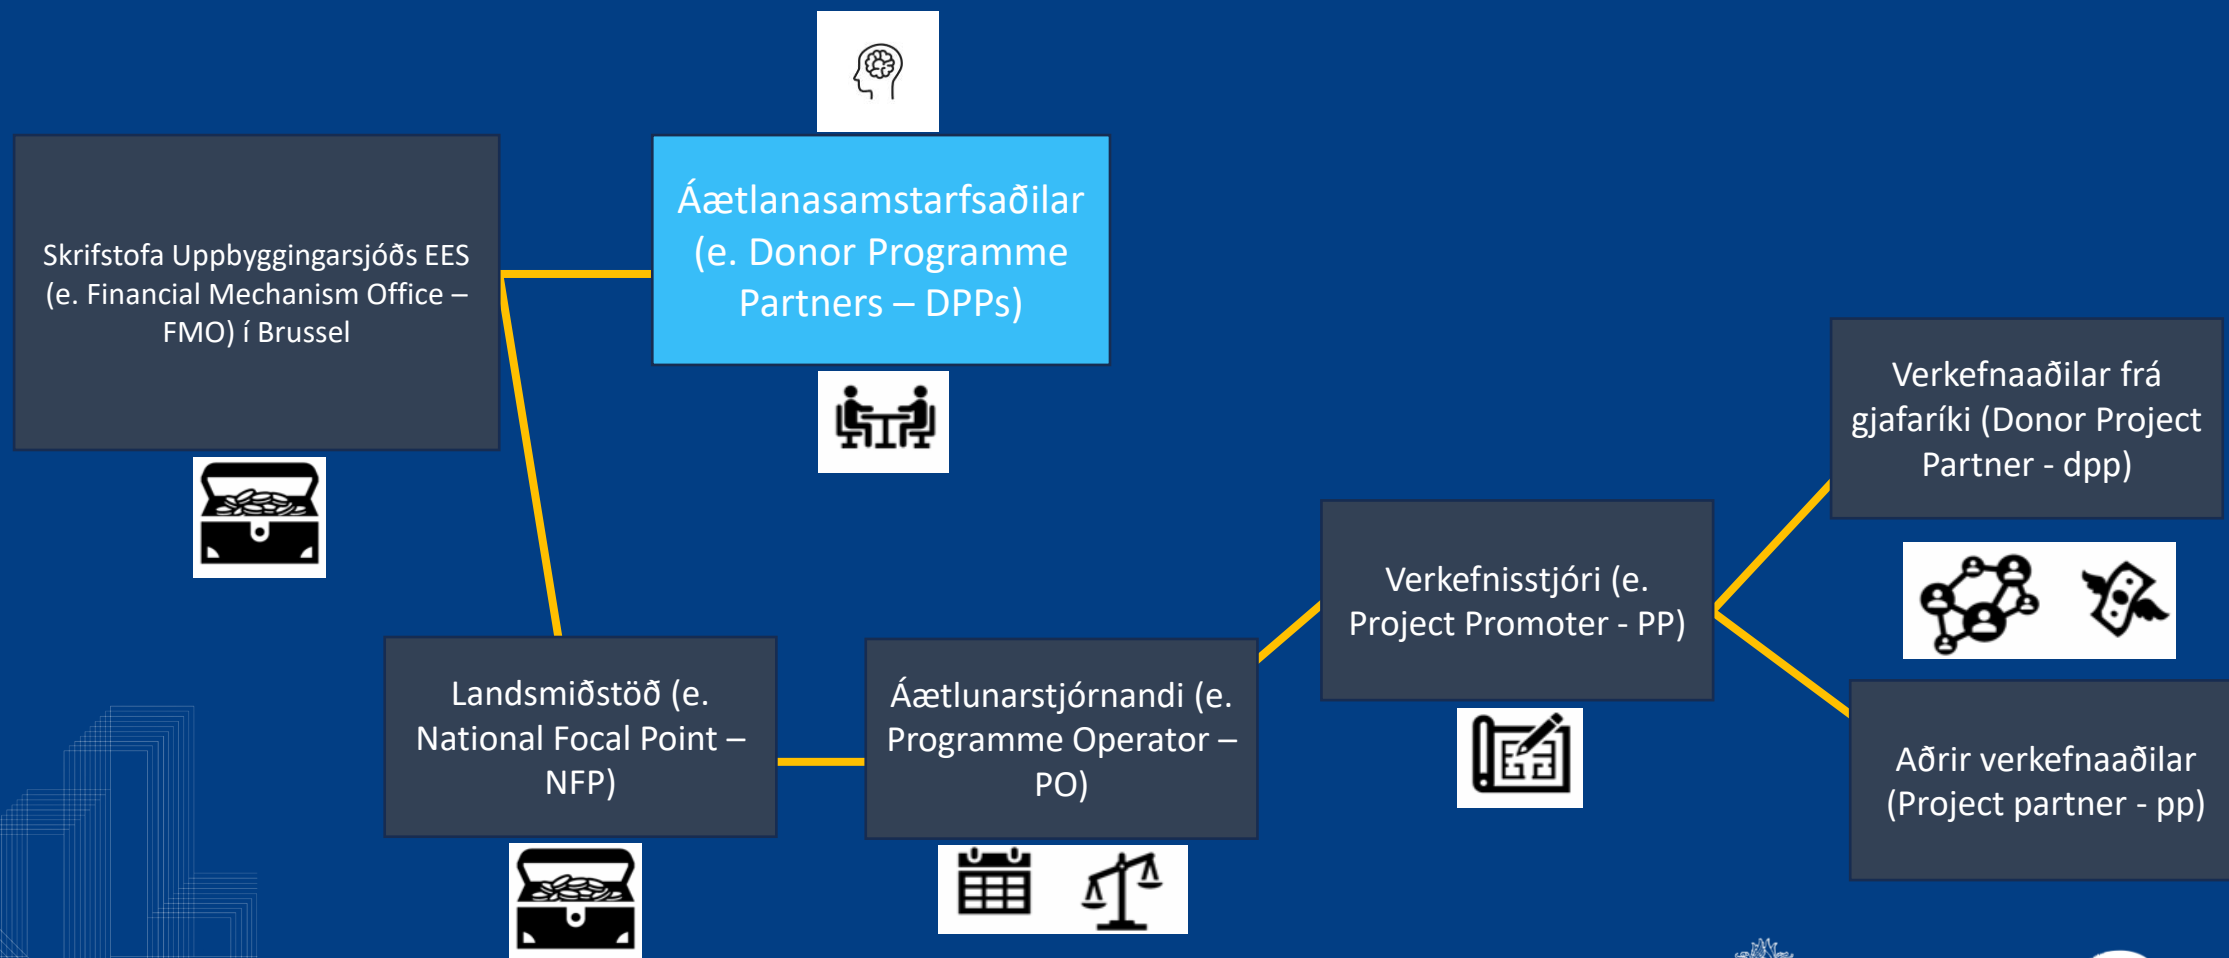 Skrifstofa Uppbyggingarsjóðs EES
(e. Financial Mechanism Office –
FMO) í Brussel
Áætlanasamstarfsaðilar
(e. Donor Programme
Partners – DPPs)
Landsmiðstöð (e.
National Focal Point –
NFP)
Áætlunarstjórnandi (e.
Programme Operator –
PO)
Verkefnisstjóri (e.
Project Promoter - PP)
Verkefnaaðilar frá
gjafaríki (Donor Project
Partner - dpp)
Aðrir verkefnaaðilar
(Project partner - pp)